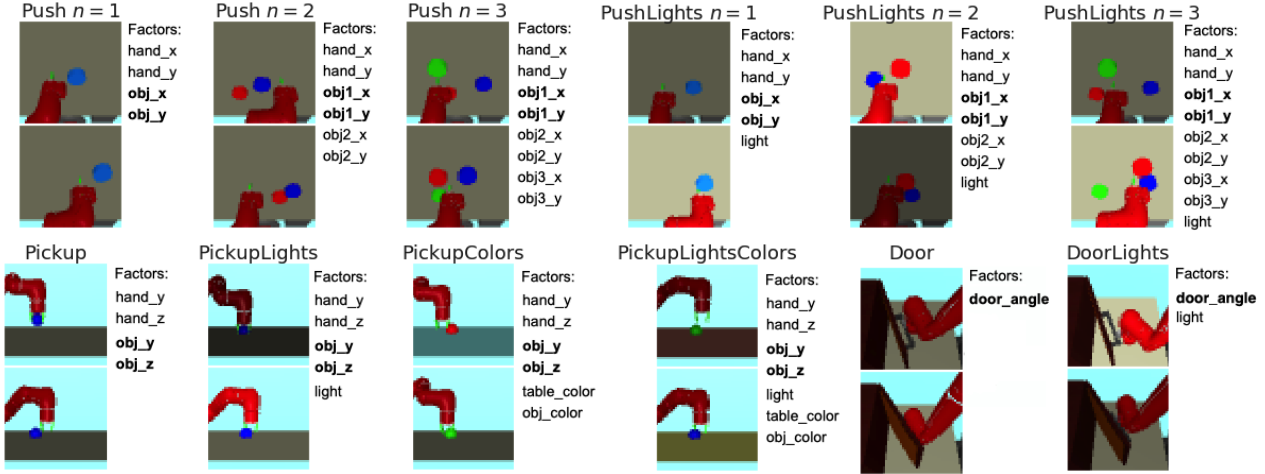 Push n = 1
Factors:
hand_x
hand_y
obj_x
obj_y
Push n = 2
Factors:
hand_x
hand_y
obj1_x
obj1_y
obj2_x
obj2_y
Push n = 3
Factors:
hand_x
hand_y
obj1_x
obj1_y
obj2_x
obj2_y
obj3_x
obj3_y
PushLights n = 1
Factors:
hand_x
hand_y
obj_x
obj_y
light
PushLights n = 2
Factors:
hand_x
hand_y
obj1_x
obj1_y
obj2_x
obj2_y
light
PushLights n = 3
Factors:
hand_x
hand_y
obj1_x
obj1_y
obj2_x
obj2_y
obj3_x
obj3_y
light
Pickup
Factors:
hand_y
hand_z
obj_y
obj_z
PickupLights
Factors:
hand_y
hand_z
obj_y
obj_z
light
PickupColors
Factors:
hand_y
hand_z
obj_y
obj_z
table_color
obj_color
PickupLightsColors
Factors:
hand_y
hand_z
obj_y
obj_z
light
table_color
obj_color
Door
Factors:
door_angle
DoorLights
Factors:
door_angle
light